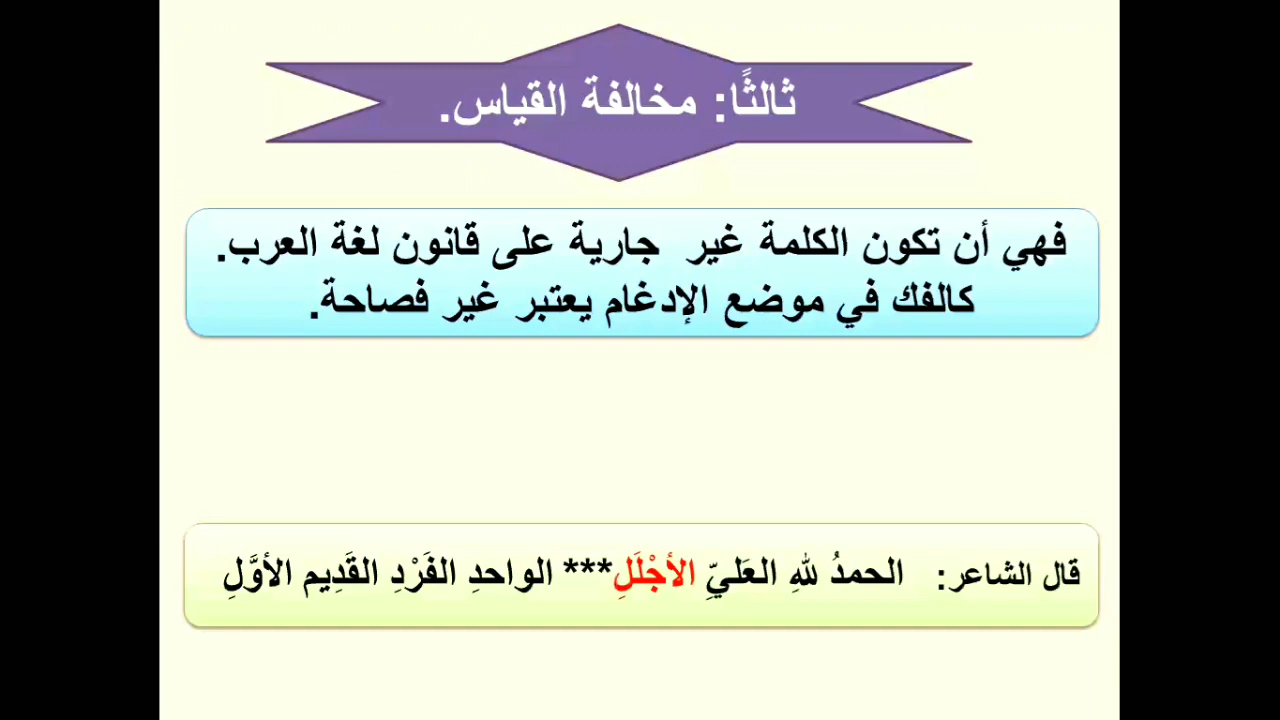 ثالثًا: مخالفة القياس.
فهي أن تكون الكلمة غير جارية على قانون لغة العرب.
كالفك في موضع الإدغام يعتبر غير فصاحة.
قال الشاعر: الحمدُ للهِ العَليِّ الأجْلَلِ*** الواحدِ الفَرْدِ القَدِيم الأوَّلِ